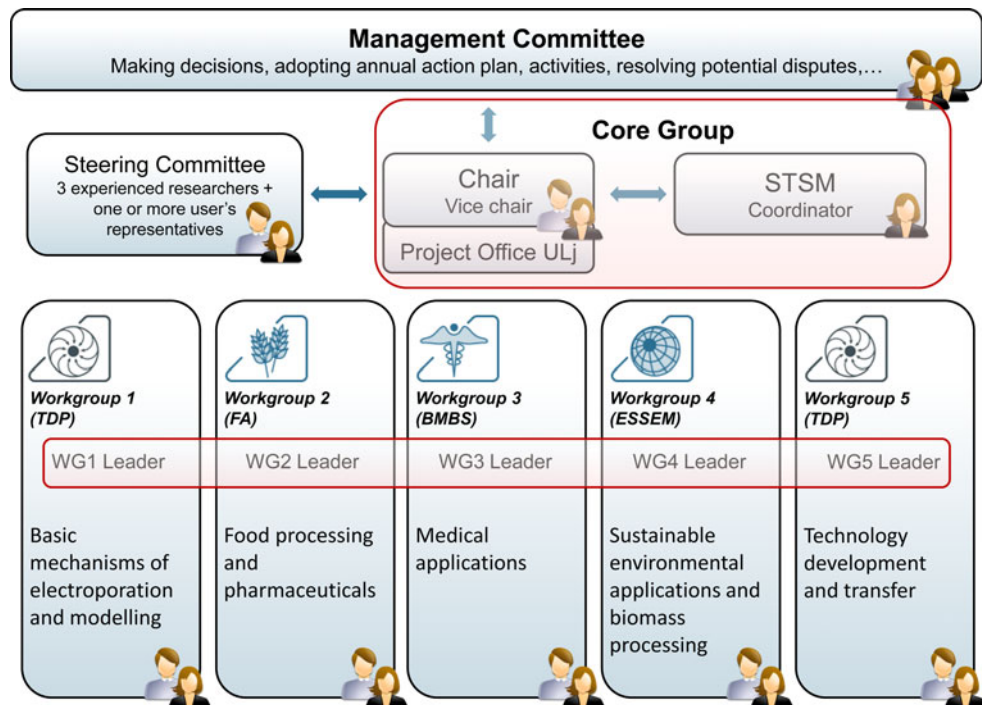 Management Committee
Making decisions, adopting annual action plan, activities, resolving potential disputes,...
Core Group
Steering Committee
3 experienced researchers +
one or more user's
representatives
Chair
Vice chair
Project Office ULj
STSM
Coordinator
Workgroup 1
(TDP)
WG1 Leader
Basic
mechanisms of
electroporation
and modelling
Workgroup 2
(FA)
WG2 Leader
Food processing
and
pharmaceuticals
Workgroup 3
(BMBS)
WG3 Leader
Medical
applications
Workgroup 4
(ESSEM)
WG4 Leader
Sustainable
environmental
applications and
biomass
processing
Workgroup 5
(TDP)
WG5 Leader
Technology
development
and transfer